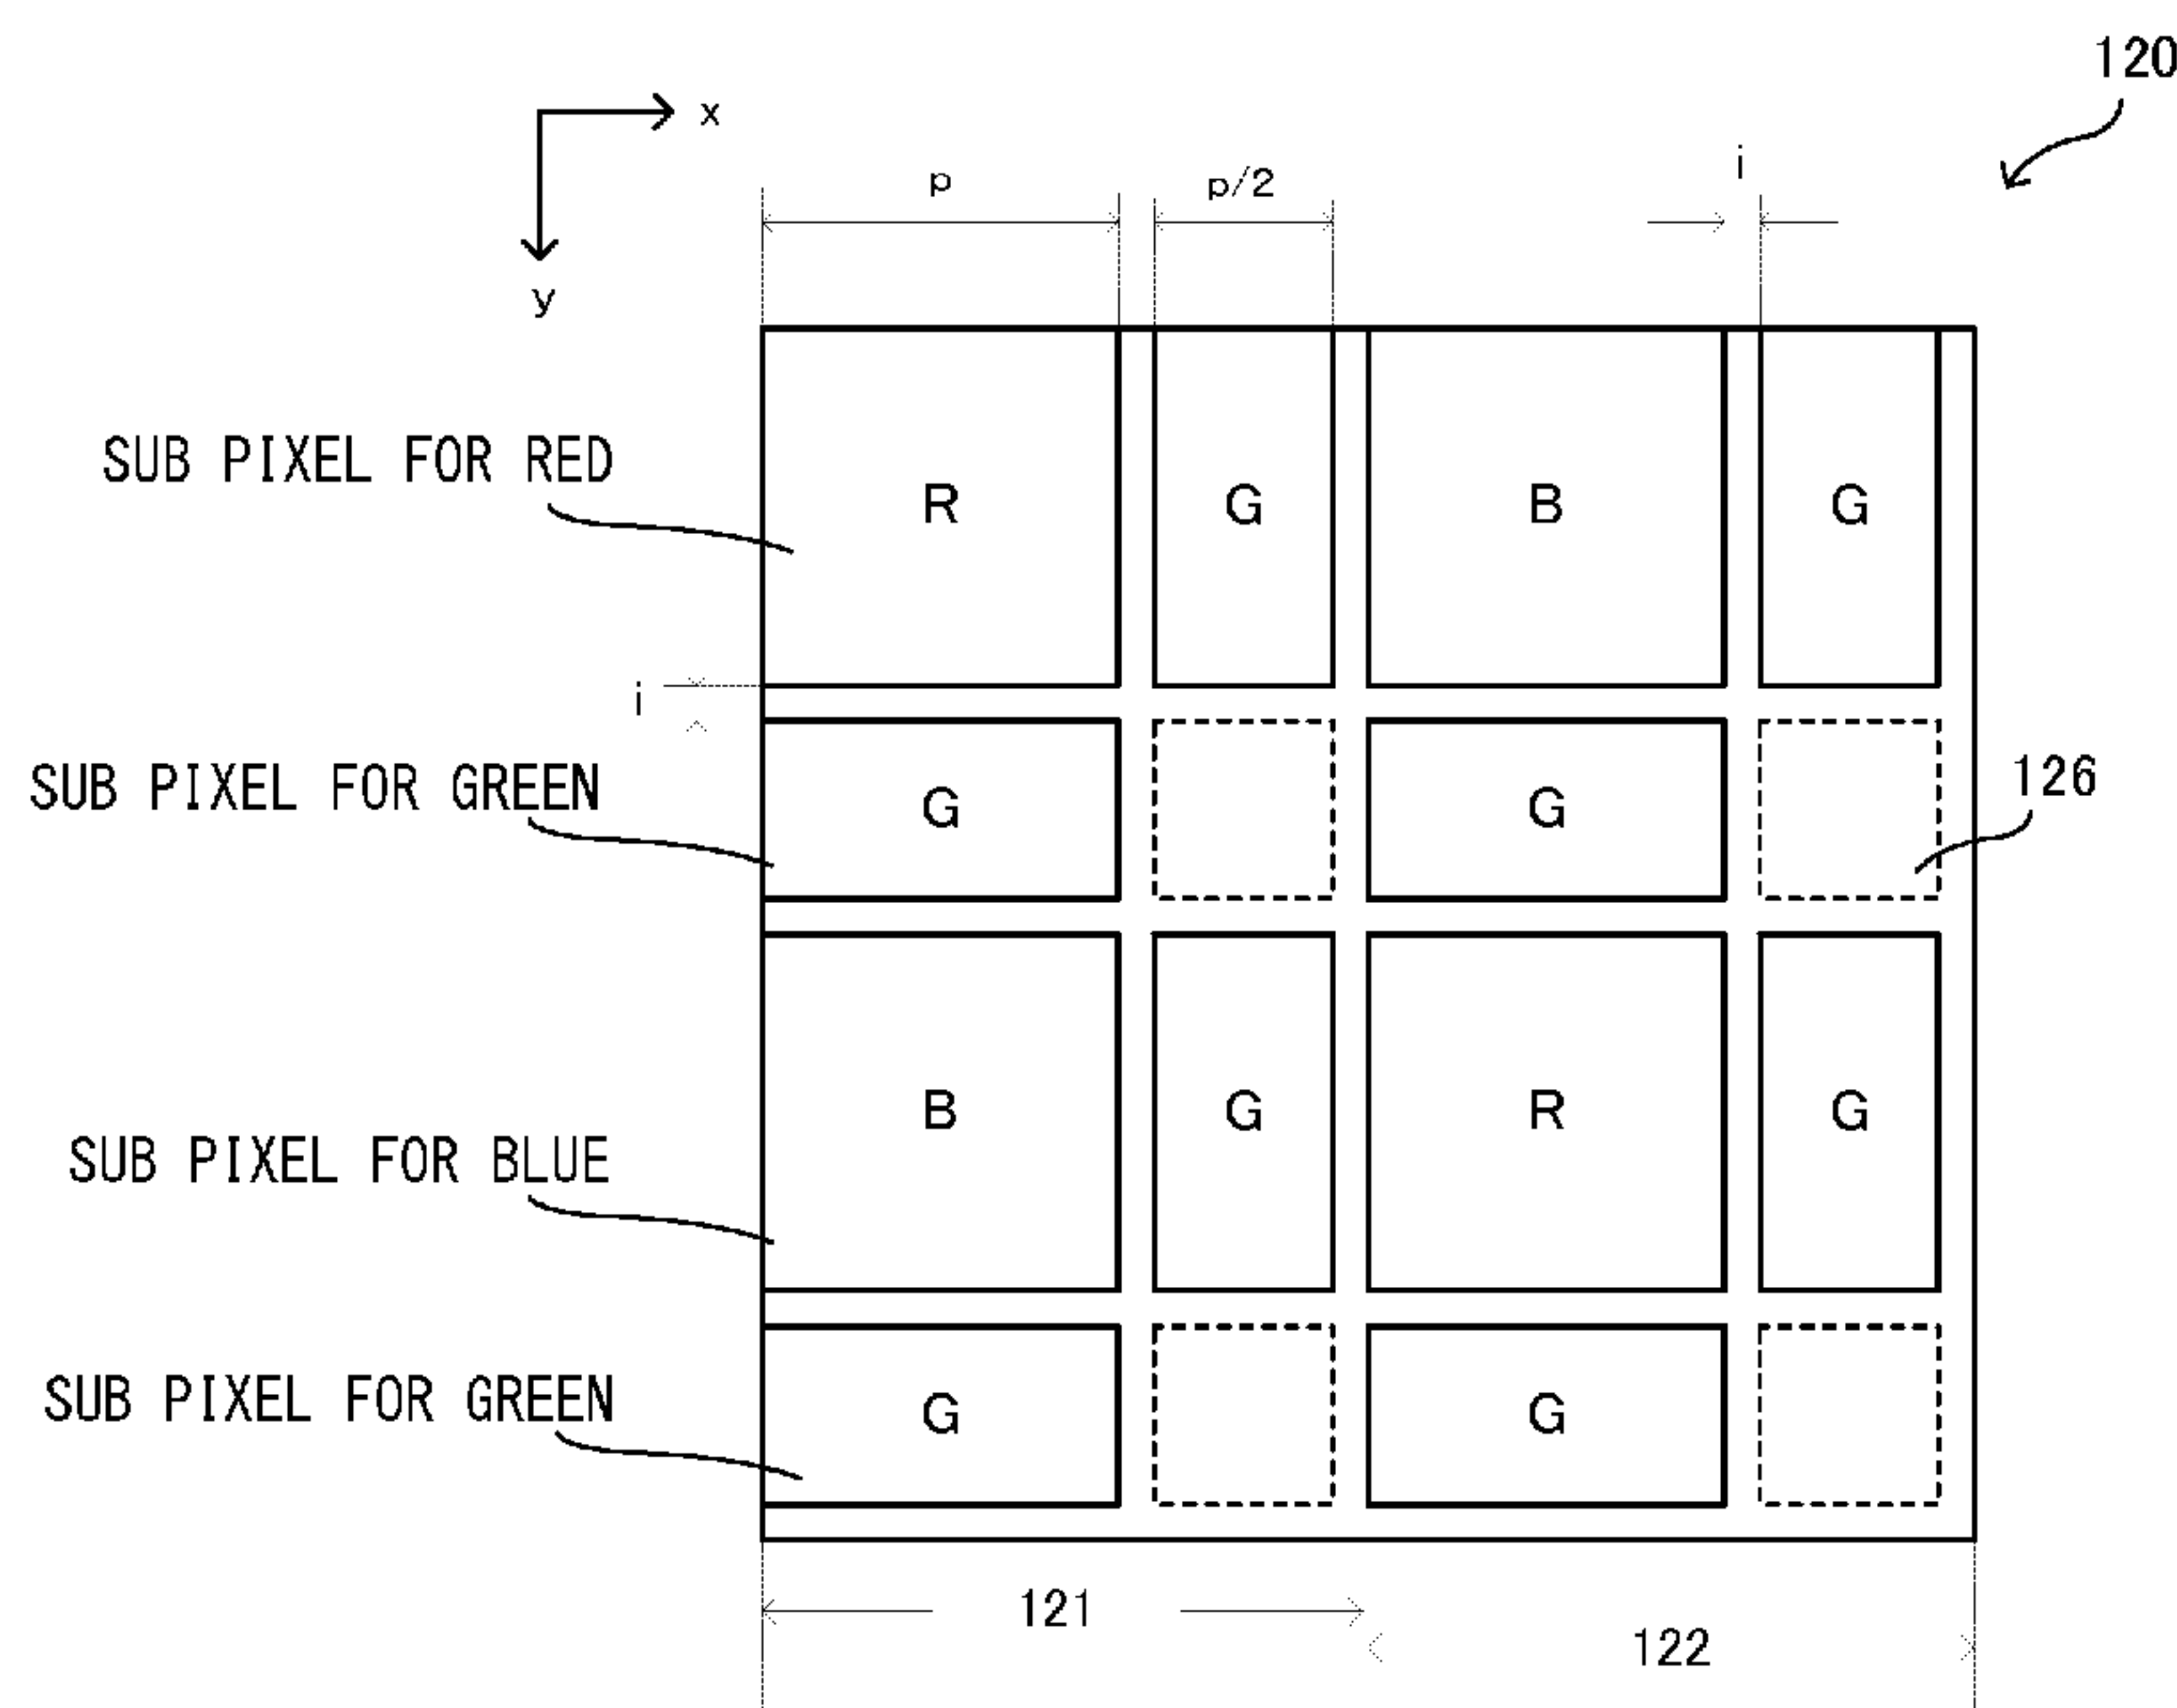 120
x
p
p/2
i
y
SUB PIXEL FOR RED
R
G
B
G
i
SUB PIXEL FOR GREEN
G
G
126
SUB PIXEL FOR BLUE
B
G
R
G
SUB PIXEL FOR GREEN
G
G
121
122